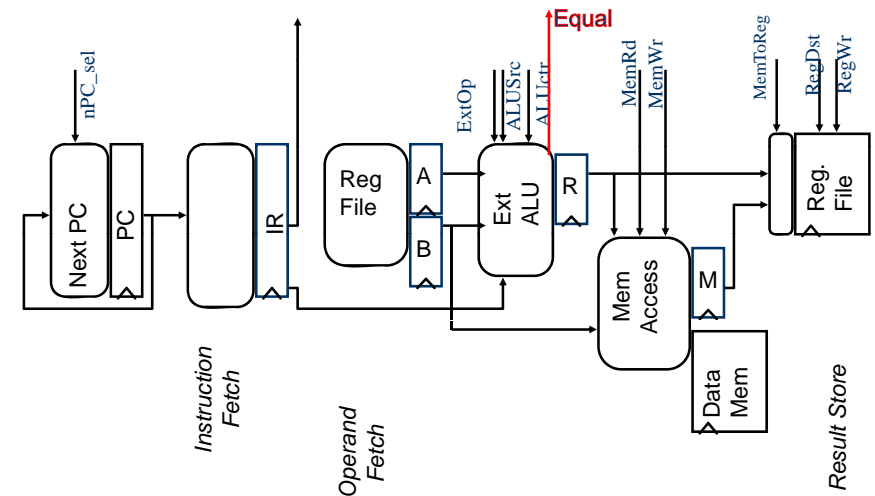 Equal
nPC_sel
ExtOp
ALUSrc
ALUctr
MemRd
MemWr
MemToReg
RegDst
RegWr
Next PC
PC
IR
Reg
File
A
B
Ext
ALU
R
Mem
Access
M
Data
Mem
Reg.
File
Instruction
Fetch
Operand
Fetch
Result Store